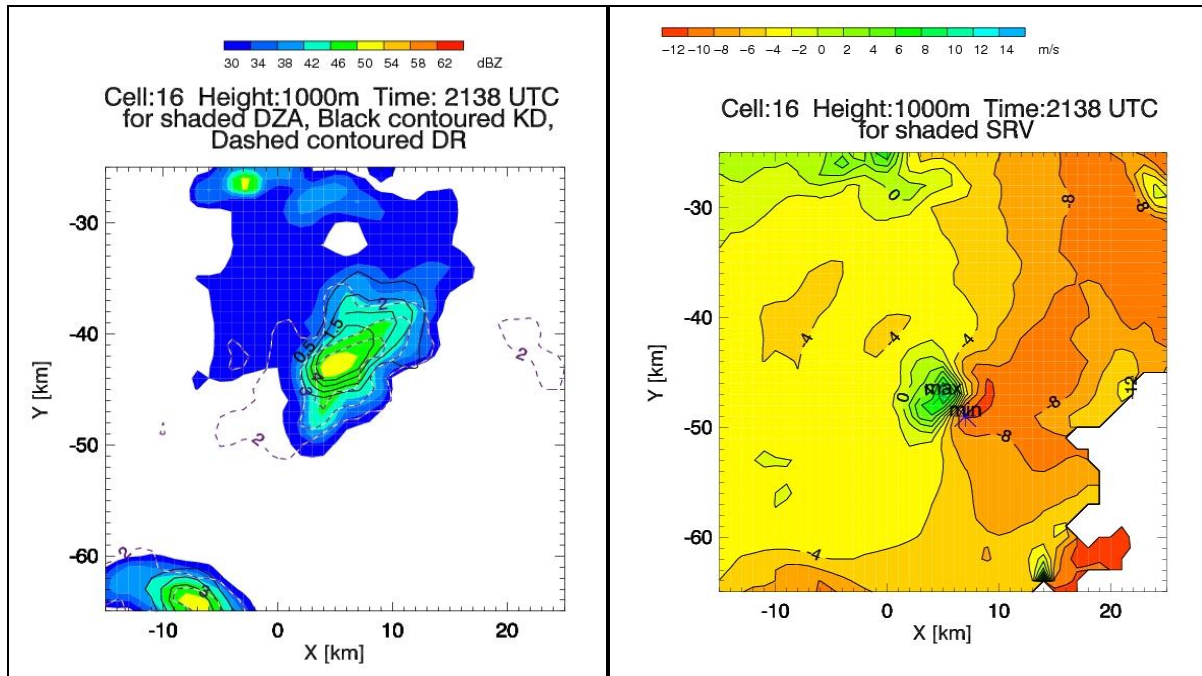 30 34 38 42 46 50 54 58 62 dBZ
Cell:16 Height:1000m Time: 2138 UTC
for shaded DZA, Black contoured KD,
Dashed contoured DR
-30
2
1.5
-40
0.5
2
3
2
-50
-60
2
3
Y [km]
-10 0 10 20
X [km]
-12 -10 -8 -6 -4 -2 0 2 4 6 8 10 12 14 m/s
Cell:16 Height:1000m Time:2138 UTC
for shaded SRV
0
-8
-8
-30
-40
-4
-4
-4
max
0
min
-8
-12
-8
-50
-60
-4
Y [km]
-10 0 10 20
X [km]